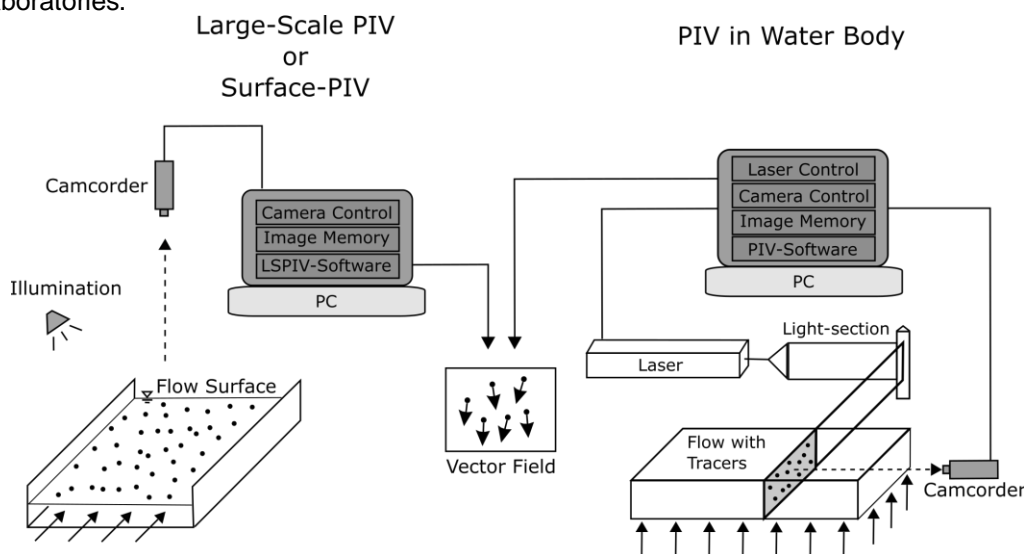 aboratories.
Large-Scale PIV
or
Surface-PIV
PIV in Water Body
Camcorder
Camera Control
Image Memory
LSPIV-Software
PC
Illumination
Flow Surface
Vector Field
Laser Control
Camera Control
Image Memory
PIV-Software
PC
Light-section
Laser
Flow with
Tracers
Camcorder